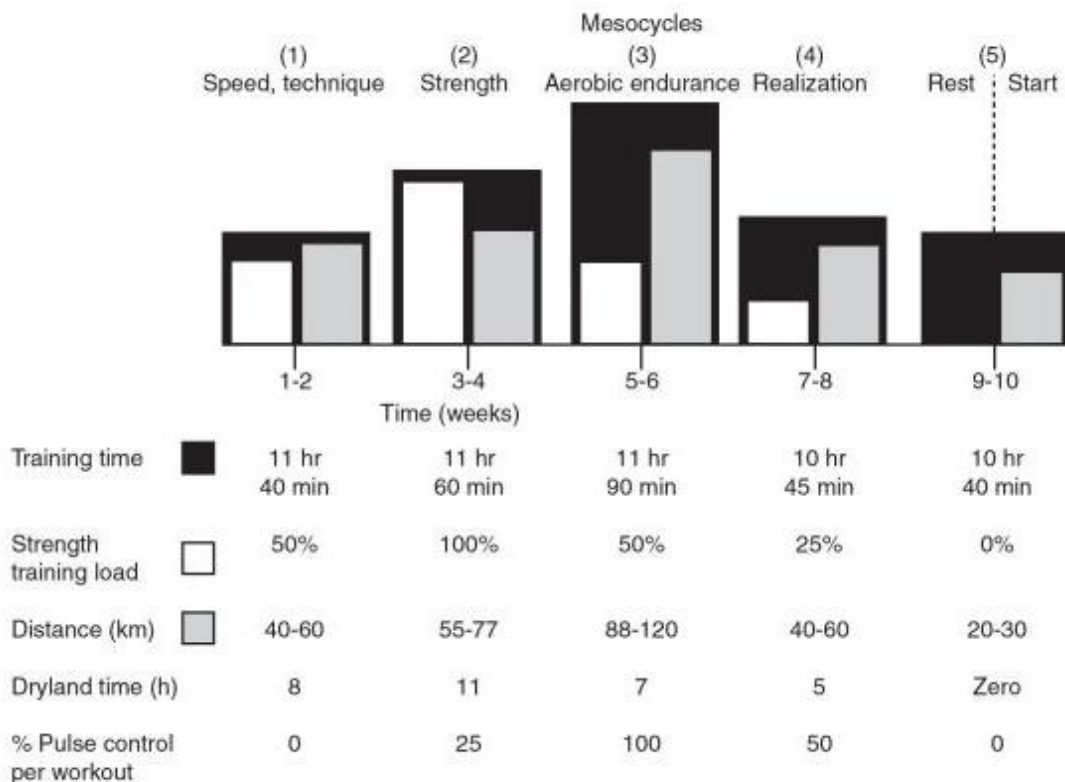 Mesocycles
(1) (2) (3) (4) (5)
Speed, technique Strength Aerobic endurance Realization Rest Start
1-2 3-4 5-6 7-8 9-10
Time (weeks)
Training time 11 hr 11 hr 11 hr 10 hr 10 hr
40 min 60 min 90 min 45 min 40 min
Strength 50% 100% 50% 25% 0%
training load
Distance (km) 40-60 55-77 88-120 40-60 20-30
Dryland time (h) 8 11 7 5 Zero
% Pulse control 0 25 100 50 0
per workout